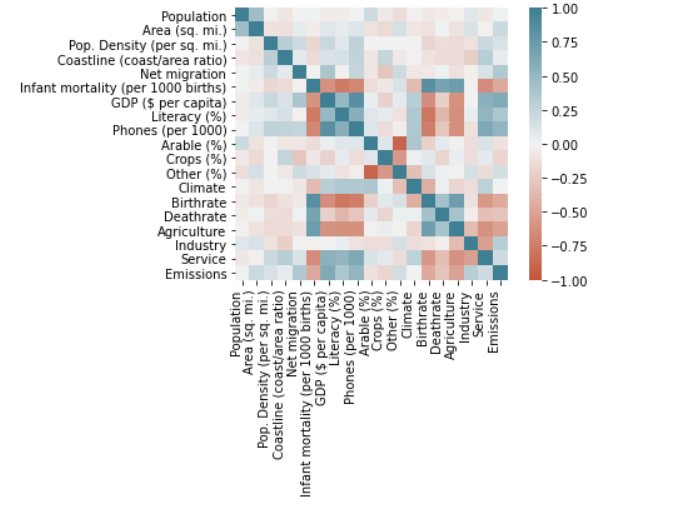 Population
Area (sq. mi.)
Pop. Density (per sq. mi.)
Coastline (coast/area ratio)
Net migration
Infant mortality (per 1000 births)
GDP ($ per capita)
Literacy (%)
Phones (per 1000)
Arable (%)
Crops (%)
Other (%)
Climate
Birthrate
Deathrate
Agriculture
Industry
Service
Emissions
1.00
0.75
0.50
0.25
0.00
−0.25
−0.50
−0.75
−1.00
Population
Area (sq. mi.)
Pop. Density (per sq. mi.)
Coastline (coast/area ratio)
Net migration
Infant mortality (per 1000 births)
GDP ($ per capita)
Literacy (%)
Phones (per 1000)
Arable (%)
Crops (%)
Other (%)
Climate
Birthrate
Deathrate
Agriculture
Industry
Service
Emissions